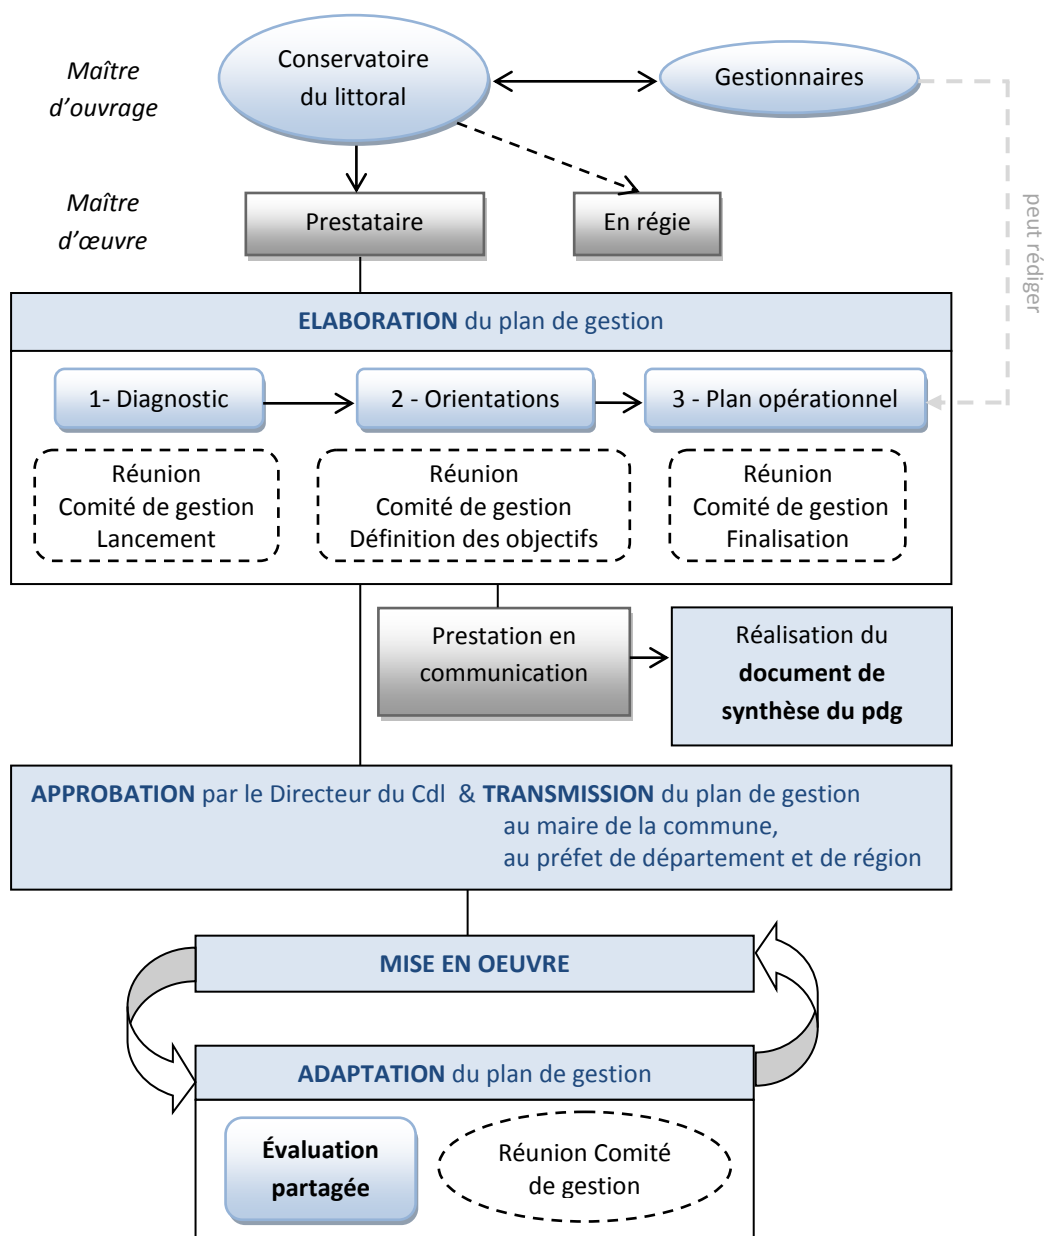 Maître
d'ouvrage
Conservatoire
du littoral
Gestionnaires
Maître
d'œuvre
Prestataire
En régie
peut rédiger
ELABORATION du plan de gestion
1- Diagnostic
2 - Orientations
3 - Plan opérationnel
Réunion
Comité de gestion
Lancement
Réunion
Comité de gestion
Définition des objectifs
Réunion
Comité de gestion
Finalisation
Prestation en
communication
Réalisation du
document de
synthèse du pdg
APPROBATION par le Directeur du Cdl & TRANSMISSION du plan de gestion
au maire de la commune,
au préfet de département et de région
MISE EN OEUVRE
ADAPTATION du plan de gestion
Évaluation
partagée
Réunion Comité
de gestion